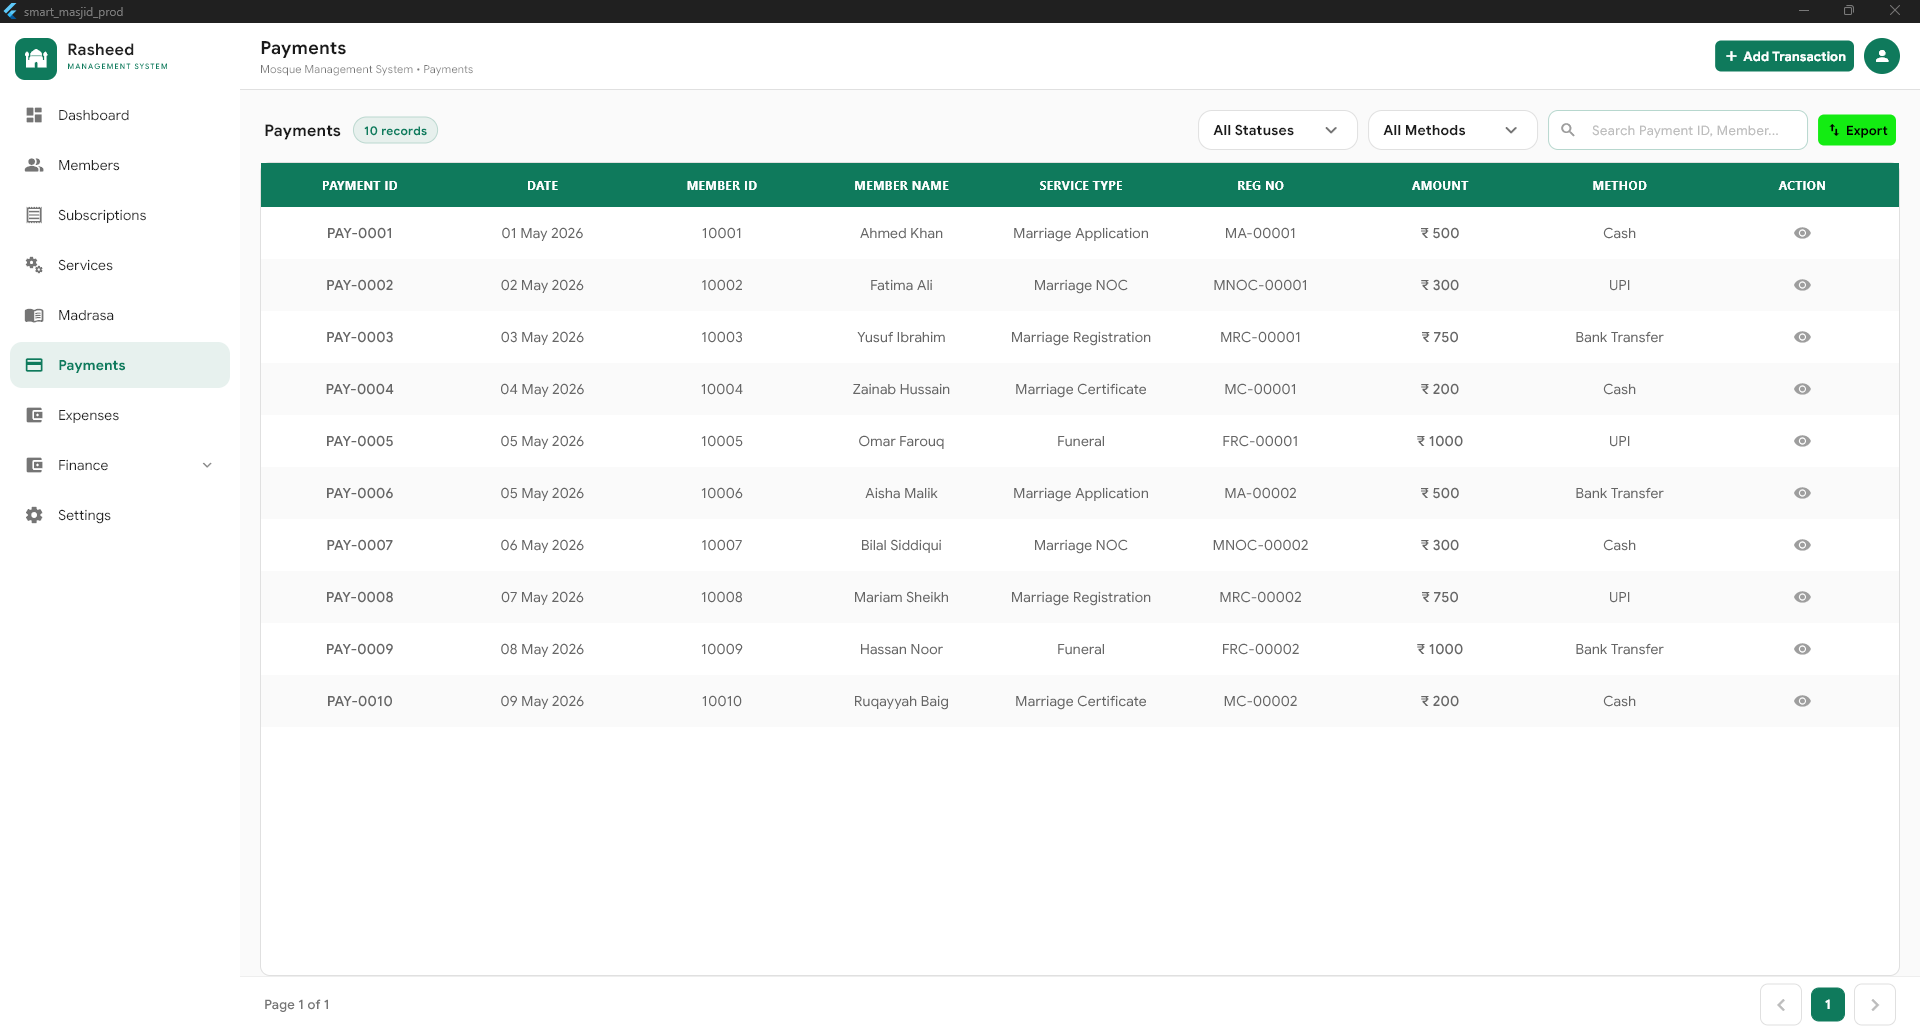 smart_masjid_prod
Rasheed
MANAGEMENT SYSTEM
Dashboard
Members
Subscriptions
Services
Madrasa
Payments
Expenses
Finance
Settings
Payments
Mosque Management System • Payments
+ Add Transaction
Payments 10 records
All Statuses
All Methods
Search Payment ID, Member...
Export
PAYMENT ID DATE MEMBER ID MEMBER NAME SERVICE TYPE REG NO AMOUNT METHOD ACTION
PAY-0001 01 May 2026 10001 Ahmed Khan Marriage Application MA-00001 ₹ 500 Cash
PAY-0002 02 May 2026 10002 Fatima Ali Marriage NOC MNOC-00001 ₹ 300 UPI
PAY-0003 03 May 2026 10003 Yusuf Ibrahim Marriage Registration MRC-00001 ₹ 750 Bank Transfer
PAY-0004 04 May 2026 10004 Zainab Hussain Marriage Certificate MC-00001 ₹ 200 Cash
PAY-0005 05 May 2026 10005 Omar Farouq Funeral FRC-00001 ₹ 1000 UPI
PAY-0006 05 May 2026 10006 Aisha Malik Marriage Application MA-00002 ₹ 500 Bank Transfer
PAY-0007 06 May 2026 10007 Bilal Siddiqui Marriage NOC MNOC-00002 ₹ 300 Cash
PAY-0008 07 May 2026 10008 Mariam Sheikh Marriage Registration MRC-00002 ₹ 750 UPI
PAY-0009 08 May 2026 10009 Hassan Noor Funeral FRC-00002 ₹ 1000 Bank Transfer
PAY-0010 09 May 2026 10010 Ruqayyah Baig Marriage Certificate MC-00002 ₹ 200 Cash
Page 1 of 1
1